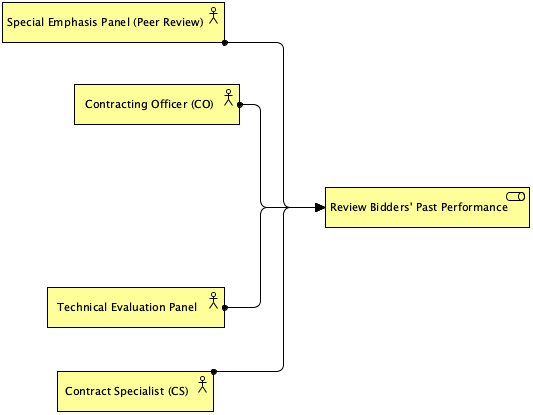 Special Emphasis Panel (Peer Review)
Contracting Officer (CO)
Review Bidders' Past Performance
Technical Evaluation Panel
Contract Specialist (CS)